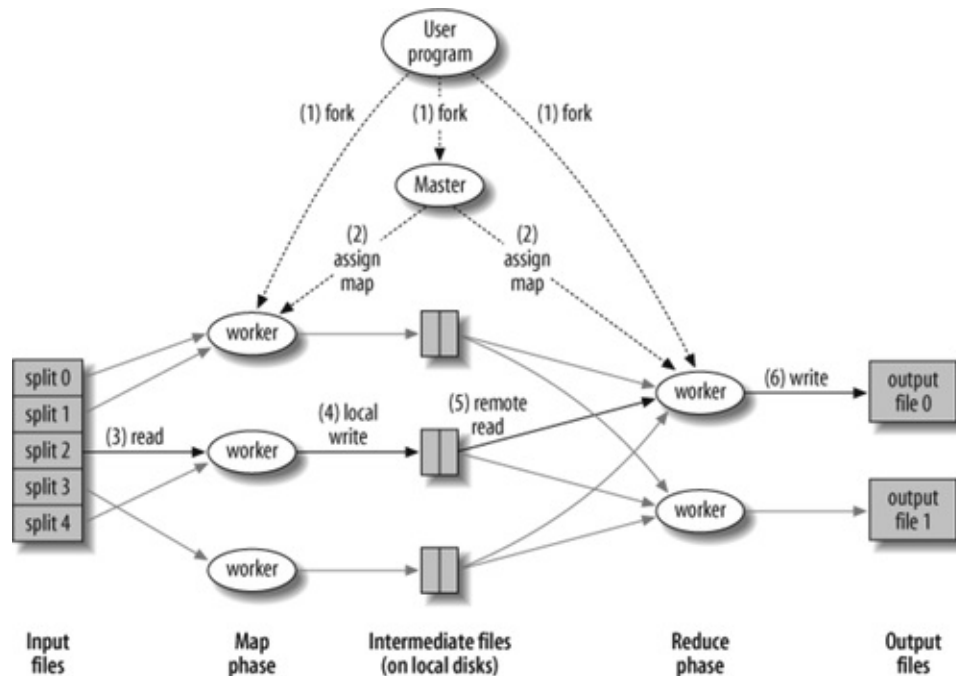 User
program
(1) fork
(1) fork
(1) fork
Master
(2)
assign
map
(2)
assign
map
worker
split 0
split 1
split 2
split 3
split 4
(3) read
worker
(4) local
write
(5) remote
read
worker
(6) write
output
file 0
worker
output
file 1
worker
Input
files
Map
phase
Intermediate files
(on local disks)
Reduce
phase
Output
files